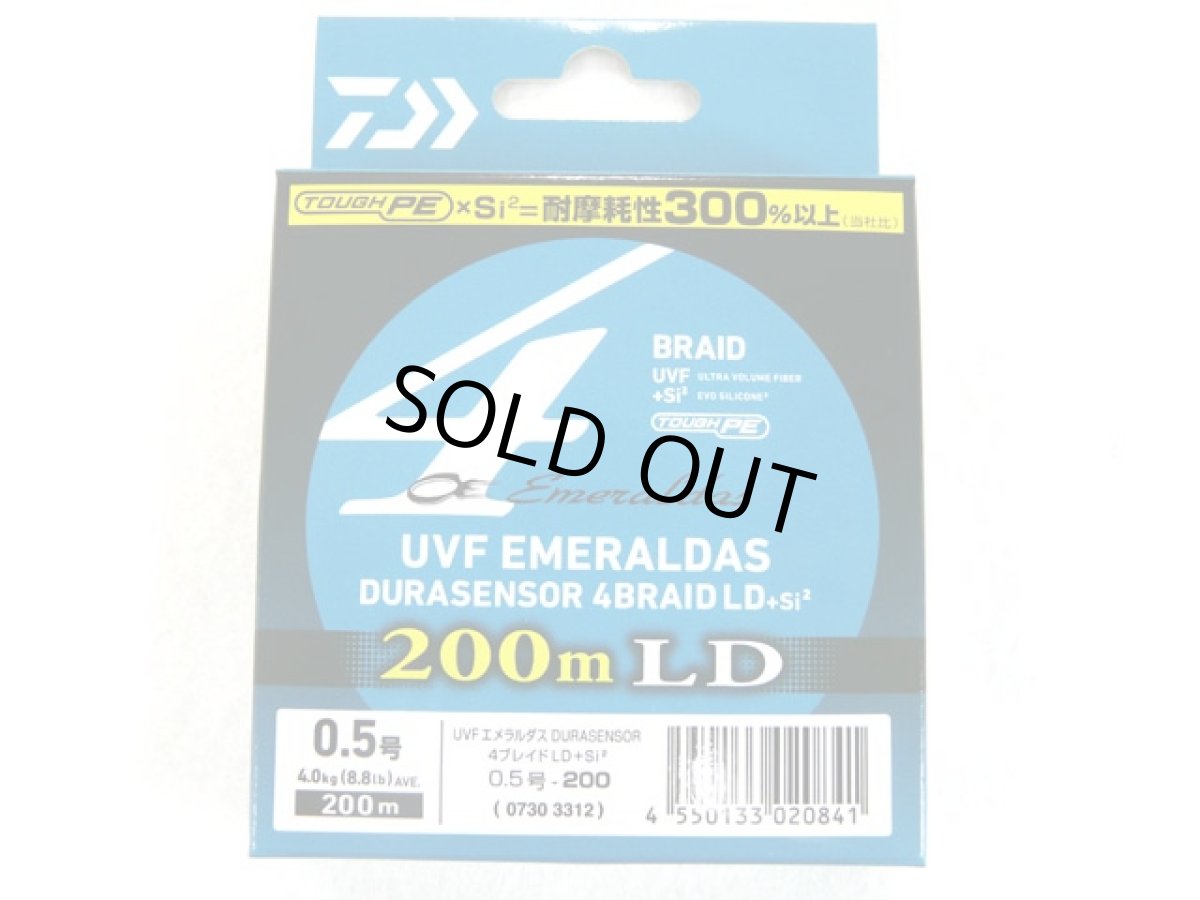 TOUGH PE ×Si²=耐摩耗性300%以上(当社比)
4
BRAID
UVF ULTRA VOLUME FIBER
+Si² EVO SILICONE²
TOUGH PE
SOLD OUT
Emeraldas
UVF EMERALDAS
DURASENSOR 4BRAID LD+Si²
200m LD
0.5号
4.0kg(8.8lb)AVE.
200m
UVFエメラルダス DURASENSOR
4ブレイドLD+Si²
0.5号-200
(0730 3312)
4 550133 020841